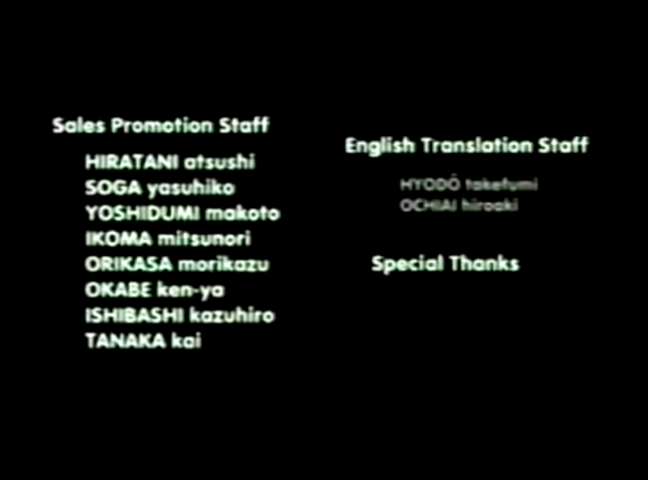 Sales Promotion Staff
HIRATANI atsushi
SOGA yasuhiko
YOSHIDUMI makoto
IKOMA mitsunori
ORIKASA morikazu
OKABE ken-ya
ISHIBASHI kazuhiro
TANAKA kai
English Translation Staff
HYODŌ takefumi
OCHIAI hiroaki
Special Thanks